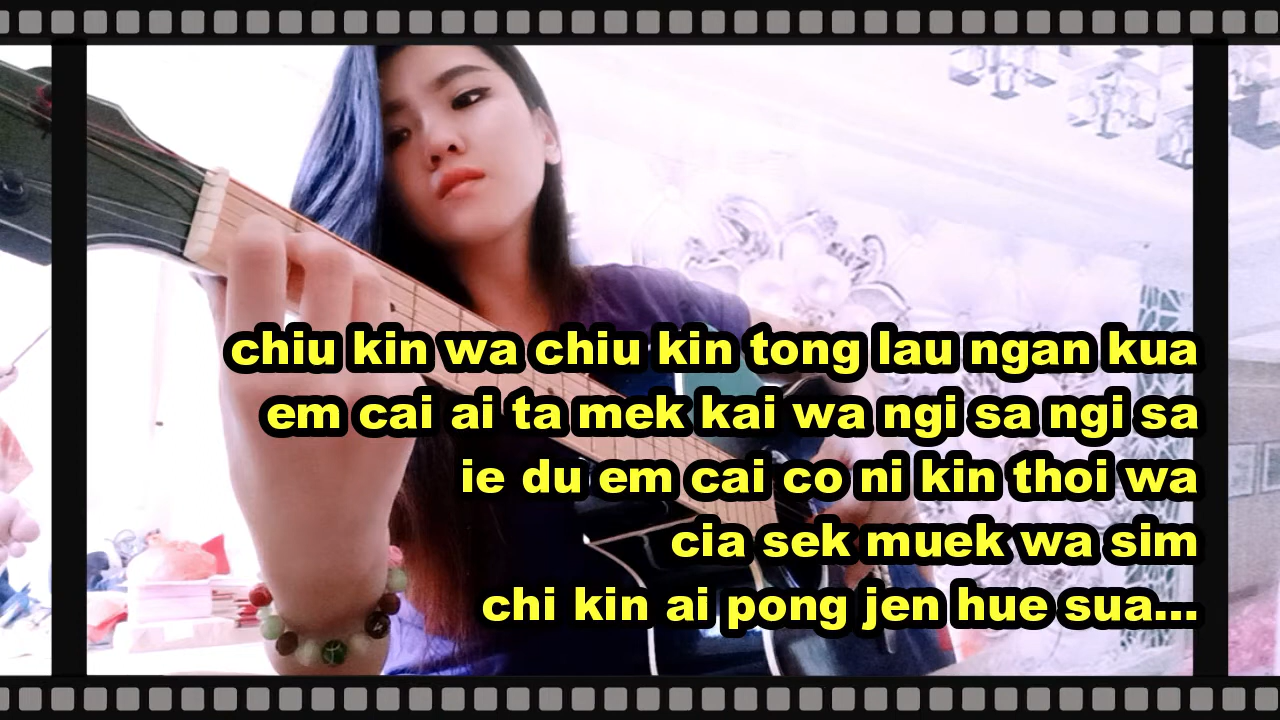 chiu kin wa chiu kin tong lau ngan kua
em cai ai ta mek kai wa ngi sa ngi sa
ie du em cai co ni kin thoi wa
cia sek muek wa sim
chi kin ai pong jen hue sua...